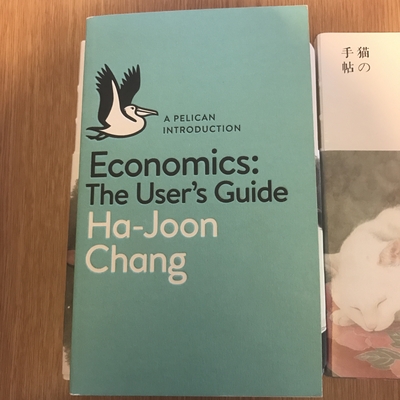 A PELICAN
INTRODUCTION
Economics:
The User's Guide
Ha-Joon
Chang
猫の
手帖